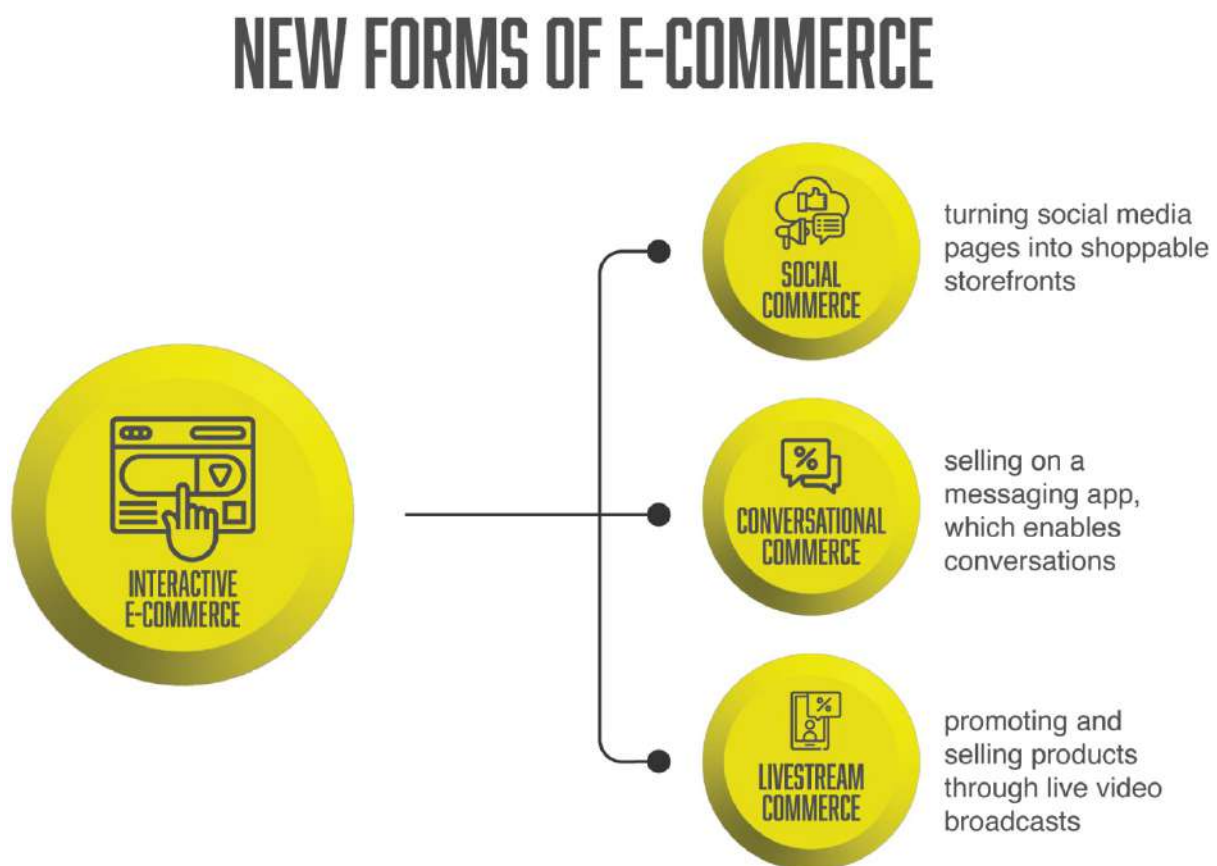 NEW FORMS OF E-COMMERCE
INTERACTIVE
E-COMMERCE
SOCIAL
COMMERCE
turning social media
pages into shoppable
storefronts
%
CONVERSATIONAL
COMMERCE
selling on a
messaging app,
which enables
conversations
%
LIVESTREAM
COMMERCE
promoting and
selling products
through live video
broadcasts